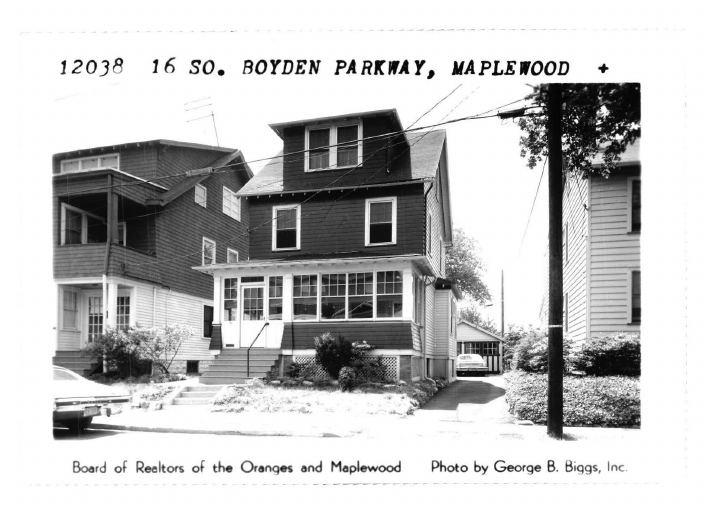 12038 16 SO. BOYDEN PARKWAY, MAPLEWOOD +
Board of Realtors of the Oranges and Maplewood Photo by George B. Biggs, Inc.